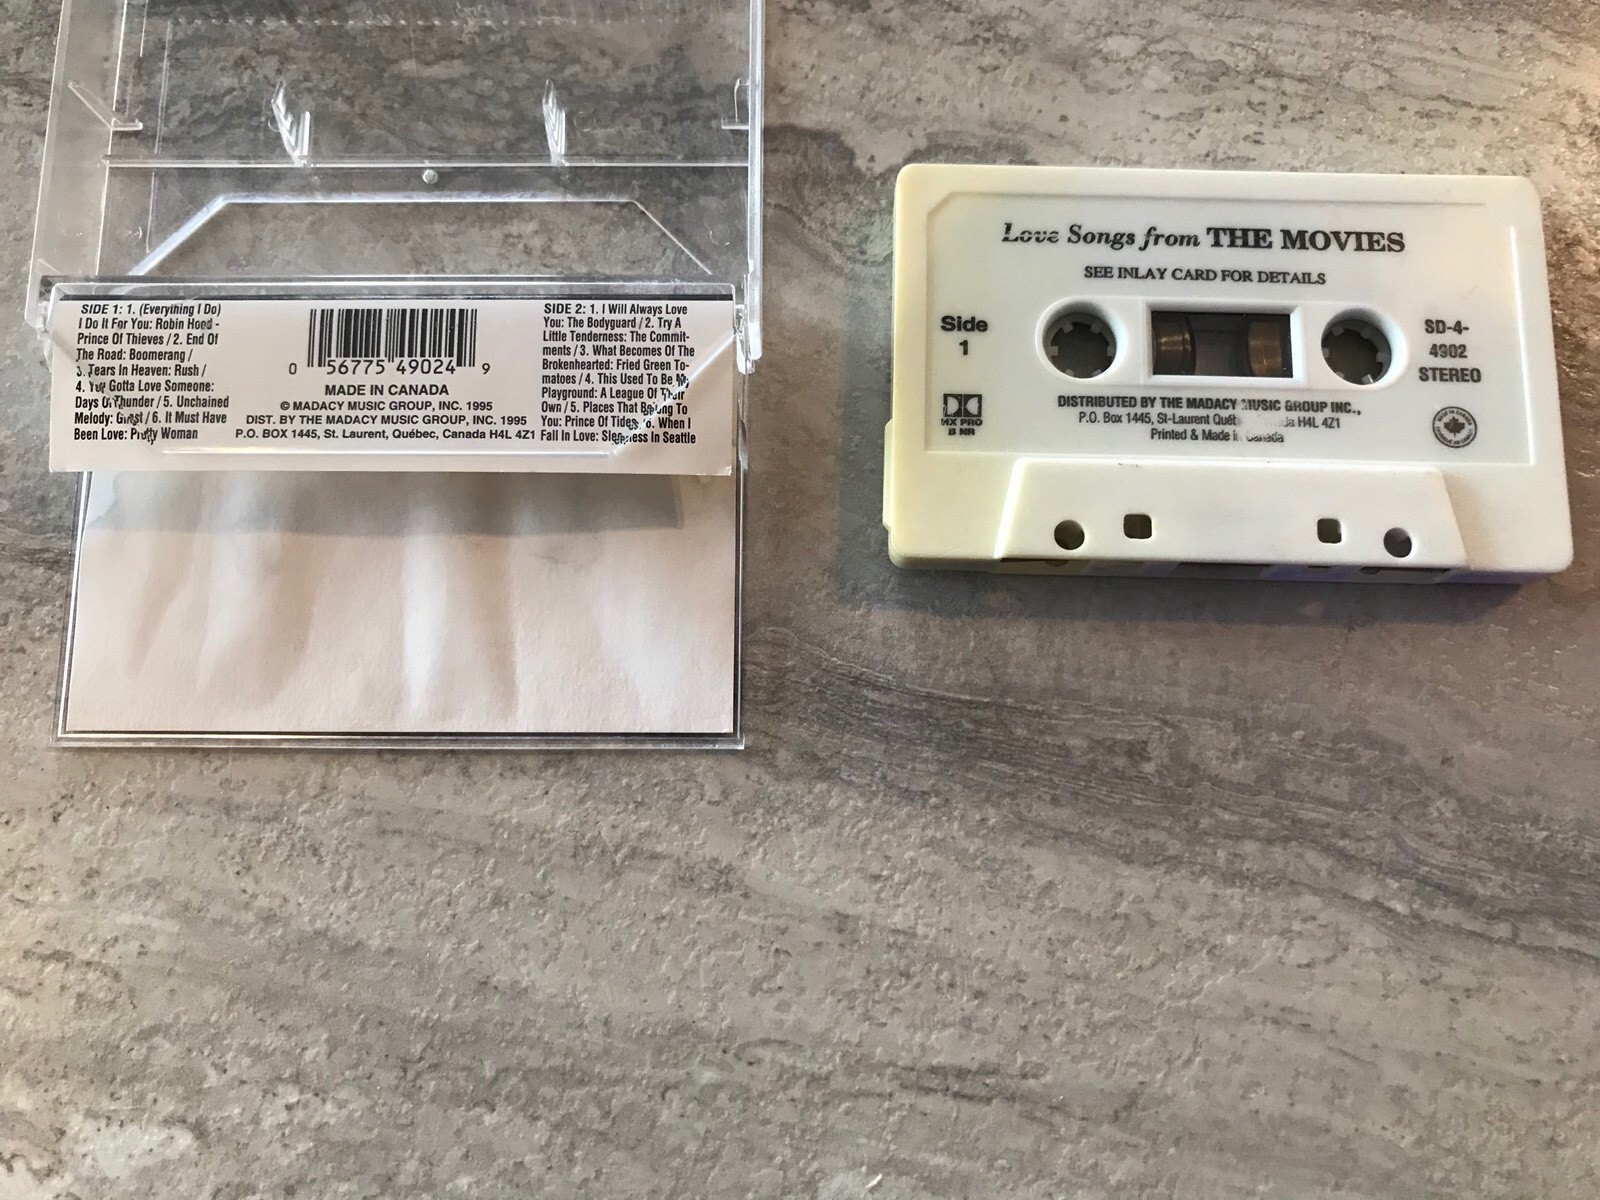 SIDE 1: 1. (Everything I Do)
I Do It For You: Robin Hood -
Prince Of Thieves / 2. End Of
The Road: Boomerang /
3. Tears In Heaven: Rush /
4. You Gotta Love Someone:
Days Of Thunder / 5. Unchained
Melody: Ghost / 6. It Must Have
Been Love: Pretty Woman
0 56775 49024 9
MADE IN CANADA
© MADACY MUSIC GROUP, INC. 1995
DIST. BY THE MADACY MUSIC GROUP, INC. 1995
P.O. BOX 1445, St. Laurent, Québec, Canada H4L 4Z1
SIDE 2: 1. I Will Always Love
You: The Bodyguard / 2. Try A
Little Tenderness: The Commit-
ments / 3. What Becomes Of The
Brokenhearted: Fried Green To-
matoes / 4. This Used To Be My
Playground: A League Of Their
Own / 5. Places That Belong To
You: Prince Of Tides / 6. When I
Fall In Love: Sleepless In Seattle
Love Songs from THE MOVIES
SEE INLAY CARD FOR DETAILS
Side
1
SD-4-
4902
STEREO
HX PRO
B NR
DISTRIBUTED BY THE MADACY MUSIC GROUP INC.,
P.O. Box 1445, St-Laurent Québec, Canada H4L 4Z1
Printed & Made in Canada